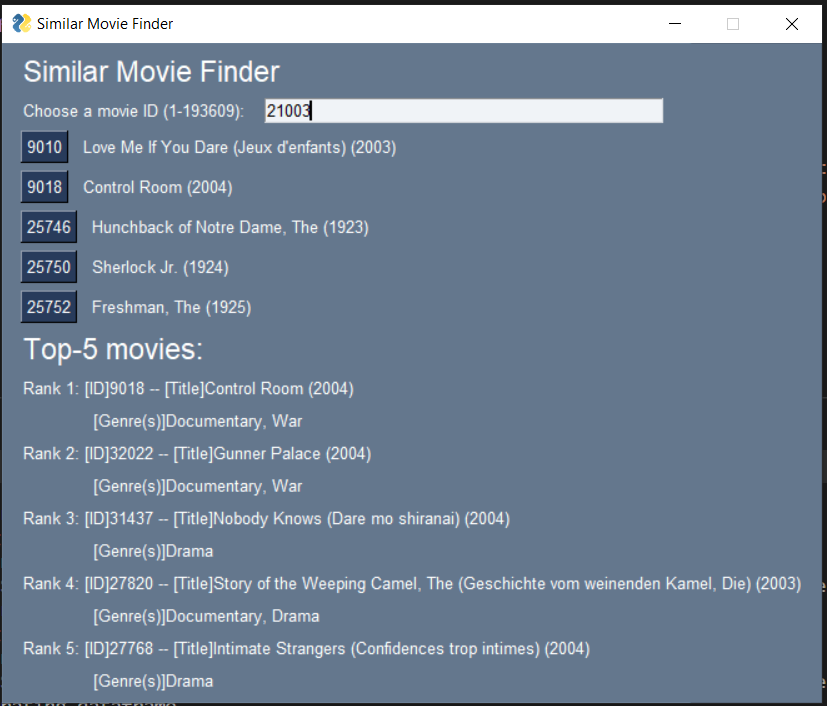 Similar Movie Finder
Similar Movie Finder
Choose a movie ID (1-193609): 21003
9010 Love Me If You Dare (Jeux d'enfants) (2003)
9018 Control Room (2004)
25746 Hunchback of Notre Dame, The (1923)
25750 Sherlock Jr. (1924)
25752 Freshman, The (1925)
Top-5 movies:
Rank 1: [ID]9018 -- [Title]Control Room (2004)
[Genre(s)]Documentary, War
Rank 2: [ID]32022 -- [Title]Gunner Palace (2004)
[Genre(s)]Documentary, War
Rank 3: [ID]31437 -- [Title]Nobody Knows (Dare mo shiranai) (2004)
[Genre(s)]Drama
Rank 4: [ID]27820 -- [Title]Story of the Weeping Camel, The (Geschichte vom weinenden Kamel, Die) (2003)
[Genre(s)]Documentary, Drama
Rank 5: [ID]27768 -- [Title]Intimate Strangers (Confidences trop intimes) (2004)
[Genre(s)]Drama